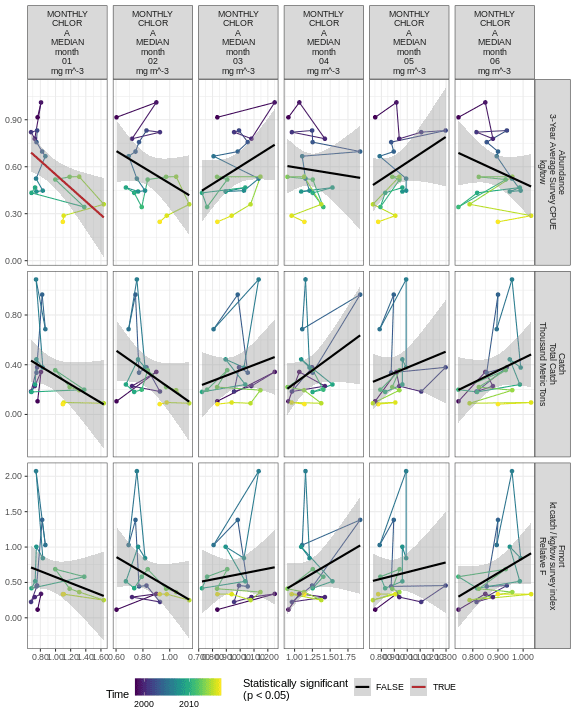 MONTHLY MONTHLY MONTHLY MONTHLY MONTHLY MONTHLY
CHLOR CHLOR CHLOR CHLOR CHLOR CHLOR
A A A A A A
MEDIAN MEDIAN MEDIAN MEDIAN MEDIAN MEDIAN
month month month month month month
01 02 03 04 05 06
mg m^-3 mg m^-3 mg m^-3 mg m^-3 mg m^-3 mg m^-3
0.90
0.60
0.30
0.00
Abundance
3-Year Average Survey CPUE
kg/tow
0.80
0.40
0.00
Catch
Total Catch
Thousand Metric Tons
2.00
1.50
1.00
0.50
0.00
Fmort
kt catch / kg/tow survey index
Relative F
0.80 1.00 1.20 1.40 1.60
0.60 0.80 1.00
1.00 1.25 1.50 1.75
0.800 0.900 1.000
Time
2000 2010
Statistically significant
(p < 0.05)
FALSE TRUE